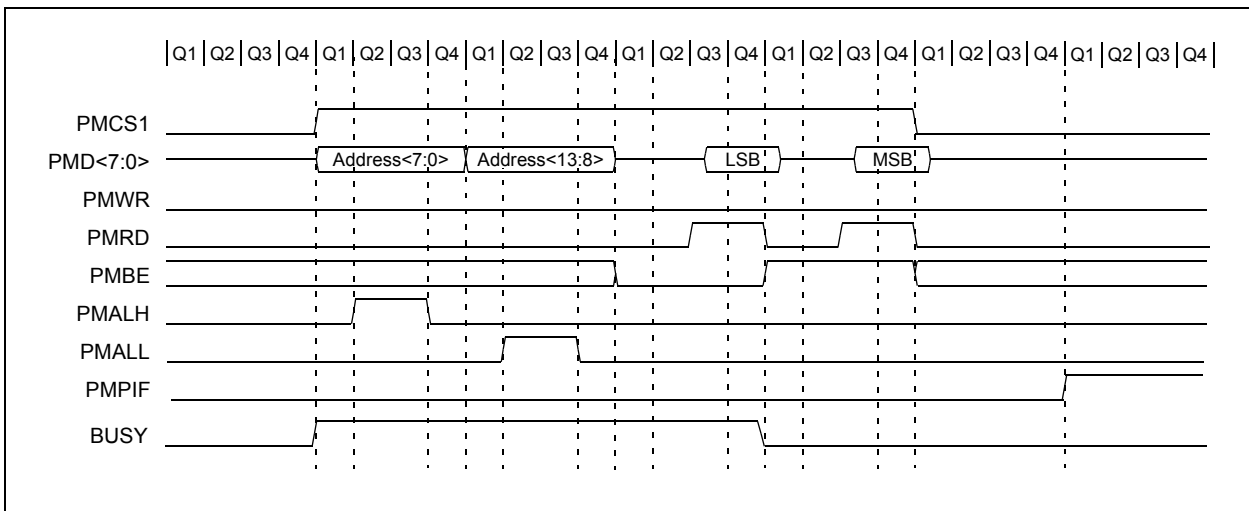 Q1 Q2 Q3 Q4 Q1 Q2 Q3 Q4 Q1 Q2 Q3 Q4 Q1 Q2 Q3 Q4 Q1 Q2 Q3 Q4 Q1 Q2 Q3 Q4 Q1 Q2 Q3 Q4
PMCS1
PMD<7:0> Address<7:0> Address<13:8> LSB MSB
PMWR
PMRD
PMBE
PMALH
PMALL
PMPIF
BUSY